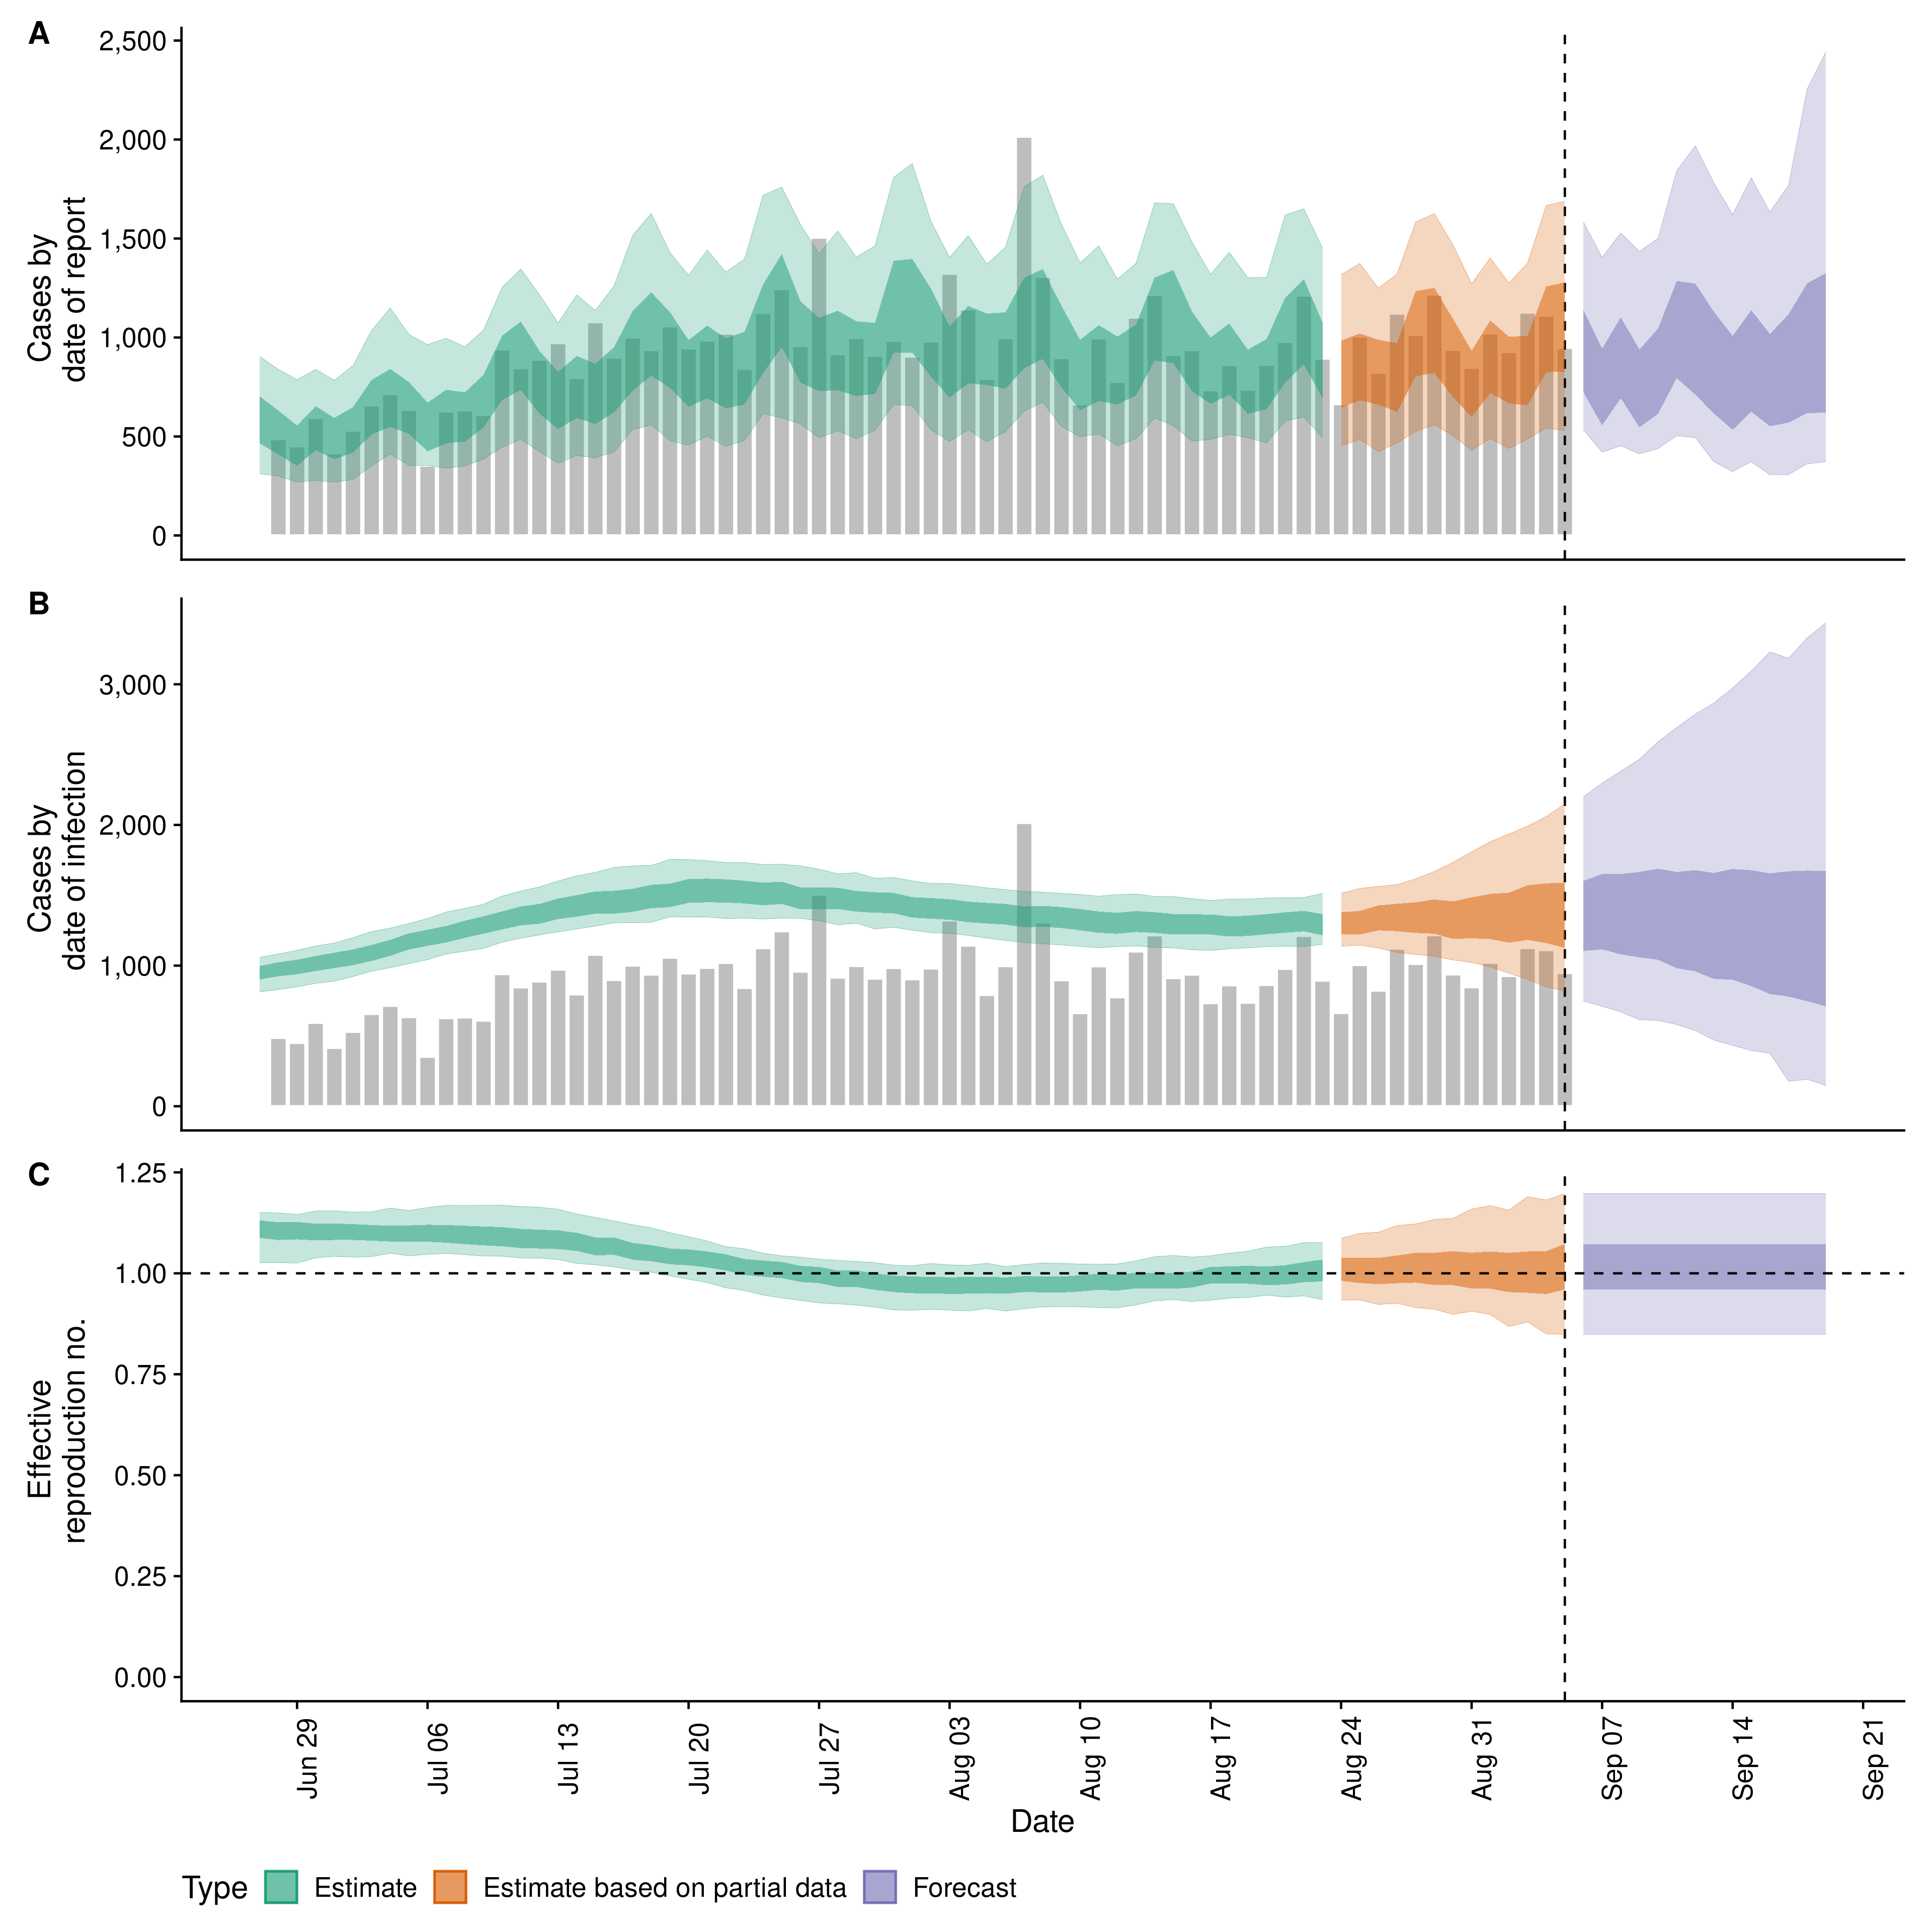 A
2,500
2,000
1,500
1,000
500
0
Cases by
date of report
B
3,000
2,000
1,000
0
Cases by
date of infection
C
1.25
1.00
0.75
0.50
0.25
0.00
Effective
reproduction no.
Jun 29
Jul 06
Jul 13
Jul 20
Jul 27
Aug 03
Aug 10
Aug 17
Aug 24
Aug 31
Sep 07
Sep 14
Sep 21
Date
Type Estimate Estimate based on partial data Forecast